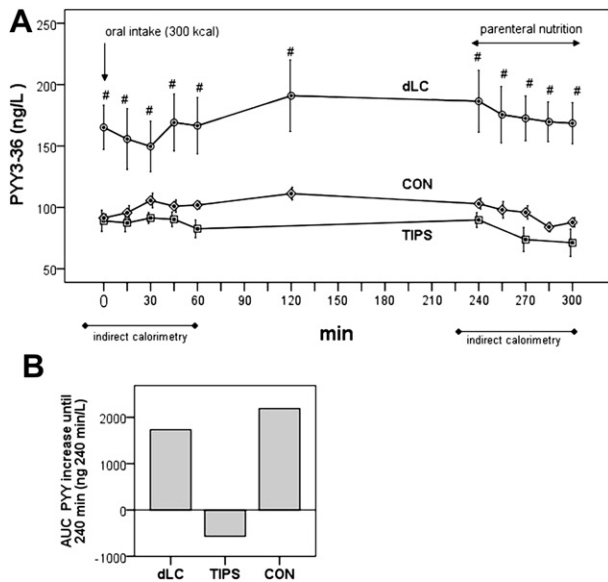 A
oral intake (300 kcal)
parenteral nutrition
250
200
150
100
50
PYY3-36 (ng/L)
# # # # # # # # # # #
dLC
CON
TIPS
0 30 60 90 120 150 180 210 240 270 300
indirect calorimetry
min
indirect calorimetry
B
AUC PYY increase until
240 min (ng 240 min/L)
2000
1000
0
-1000
dLC TIPS CON